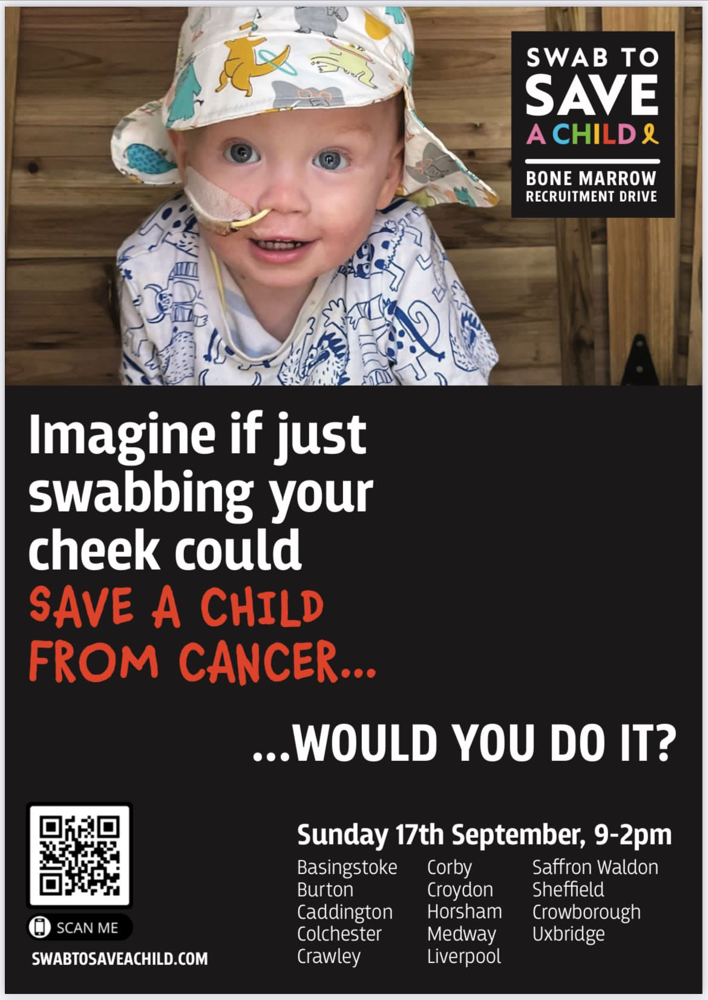 SWAB TO
SAVE
A CHILD
BONE MARROW
RECRUITMENT DRIVE
Imagine if just
swabbing your
cheek could
SAVE A CHILD
FROM CANCER...
...WOULD YOU DO IT?
SCAN ME
SWABTOSAVEACHILD.COM
Sunday 17th September, 9-2pm
Basingstoke
Burton
Caddington
Colchester
Crawley
Corby
Croydon
Horsham
Medway
Liverpool
Saffron Waldon
Sheffield
Crowborough
Uxbridge